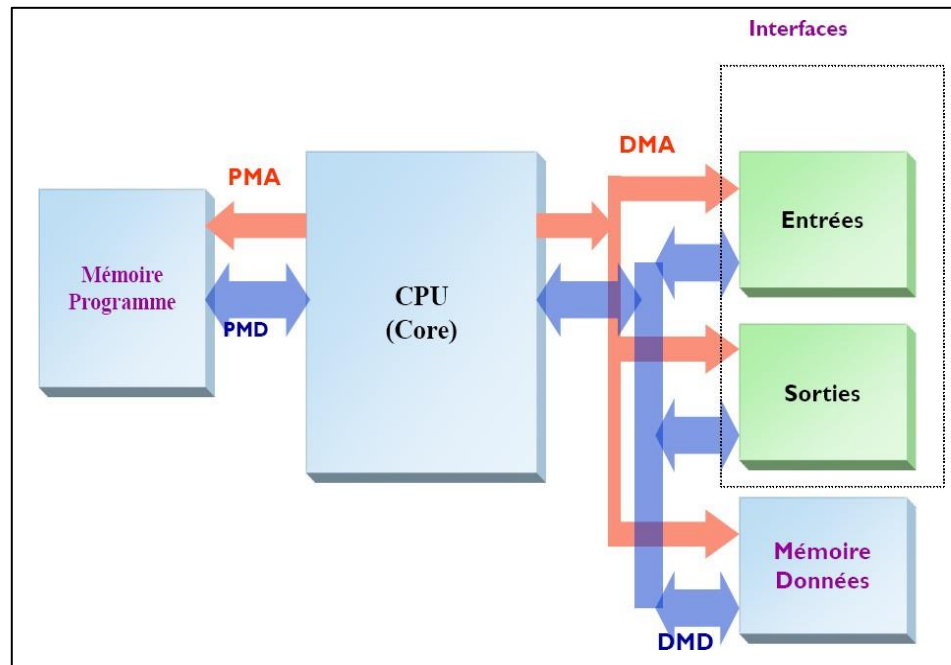 Interfaces
DMA
PMA
Entrées
Mémoire
Programme
CPU
(Core)
PMD
Sorties
Mémoire
Données
DMD